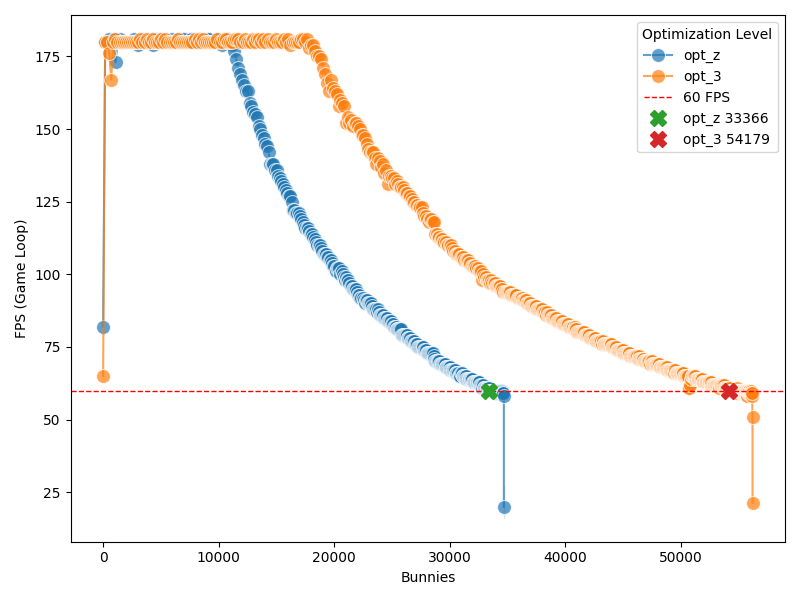 Optimization Level
opt_z
opt_3
60 FPS
opt_z 33366
opt_3 54179
FPS (Game Loop)
175
150
125
100
75
50
25
0
10000
20000
30000
40000
50000
Bunnies